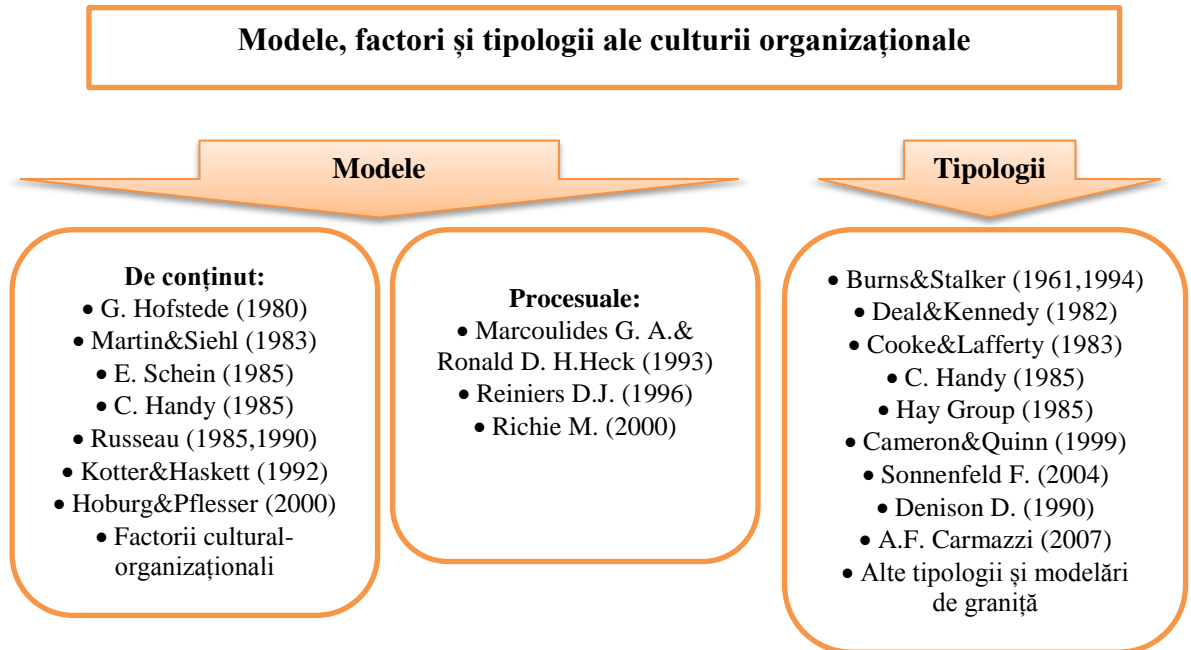 Modele, factori și tipologii ale culturii organizaționale
Modele
Tipologii
De conținut:
• G. Hofstede (1980)
• Martin&Siehl (1983)
• E. Schein (1985)
• C. Handy (1985)
• Russeau (1985,1990)
• Kotter&Haskett (1992)
• Hoburg&Pflesser (2000)
• Factorii cultural-
organizaționali
Procesuale:
• Marcoulides G. A.&
Ronald D. H.Heck (1993)
• Reiniers D.J. (1996)
• Richie M. (2000)
• Burns&Stalker (1961,1994)
• Deal&Kennedy (1982)
• Cooke&Lafferty (1983)
• C. Handy (1985)
• Hay Group (1985)
• Cameron&Quinn (1999)
• Sonnenfeld F. (2004)
• Denison D. (1990)
• A.F. Carmazzi (2007)
• Alte tipologii și modelări
de graniță